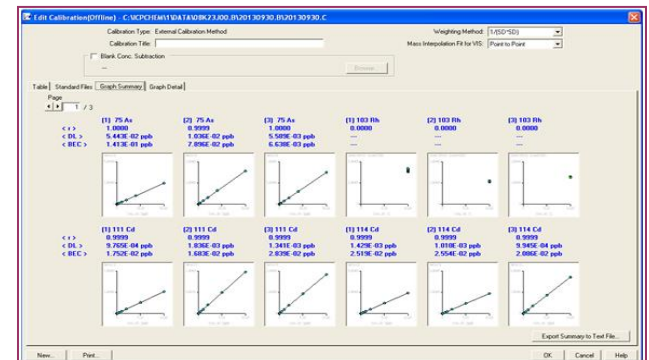 Edit Calibration(Offline) - C:\ICPCHEM\1\DATA\DBK23J00.B\20130930.B\20130930.C
Calibration Type: External Calibration Method
Weighting Method: 1/(SD*SD)
Calibration Title:
Mass Interpolation Fit for VIS: Point to Point
Blank Conc. Subtraction
---
Browse...
Table Standard Files Graph Summary Graph Detail
Page
1 / 3
(1) 75 As (2) 75 As (3) 75 As (1) 103 Rh (2) 103 Rh (3) 103 Rh
< r > 1.0000 0.9999 1.0000 0.0000 0.0000 0.0000
< DL > 5.443E-02 ppb 1.036E-02 ppb 5.589E-03 ppb --- --- ---
< BEC > 1.413E-01 ppb 7.896E-02 ppb 6.638E-03 ppb --- --- ---
(1) 111 Cd (2) 111 Cd (3) 111 Cd (1) 114 Cd (2) 114 Cd (3) 114 Cd
< r > 0.9999 0.9999 0.9999 0.9999 0.9999 0.9999
< DL > 9.765E-04 ppb 1.836E-03 ppb 1.341E-03 ppb 1.429E-03 ppb 1.010E-03 ppb 9.945E-04 ppb
< BEC > 1.752E-02 ppb 1.683E-02 ppb 2.839E-02 ppb 2.519E-02 ppb 2.554E-02 ppb 2.086E-02 ppb
Export Summary to Text File...
New... Print... OK Cancel Help